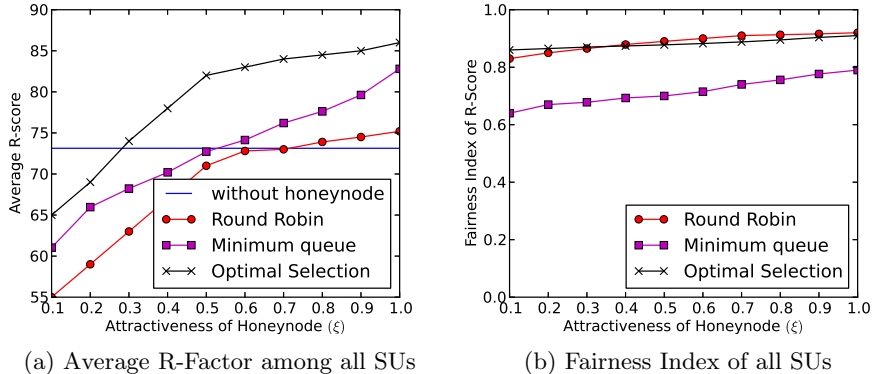 90
85
80
75
70
65
60
55
0.1 0.2 0.3 0.4 0.5 0.6 0.7 0.8 0.9 1.0
Average R-score
Attractiveness of Honeynode (ξ)
without honeynode
Round Robin
Minimum queue
Optimal Selection
(a) Average R-Factor among all SUs
1.0
0.8
0.6
0.4
0.2
0.0
0.1 0.2 0.3 0.4 0.5 0.6 0.7 0.8 0.9 1.0
Fairness Index of R-Score
Attractiveness of Honeynode (ξ)
Round Robin
Minimum queue
Optimal Selection
(b) Fairness Index of all SUs